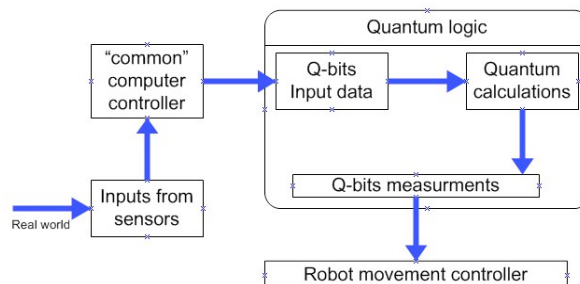 Quantum logic
“common”
computer
controller
Q-bits
Input data
Quantum
calculations
Q-bits measurments
Inputs from
sensors
Real world
Robot movement controller